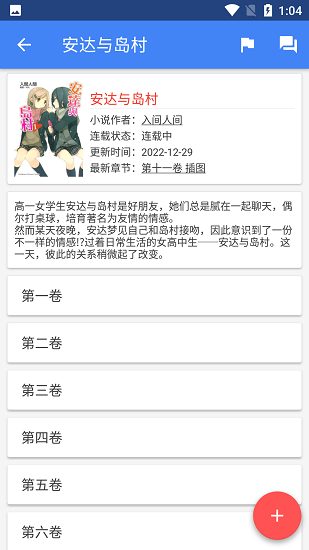 1:04
安达与岛村
入间人间
安達與
島村
安达与岛村
小说作者：入间人间
连载状态：连载中
更新时间：2022-12-29
最新章节：第十一卷 插图
高一女学生安达与岛村是好朋友，她们总是腻在一起聊天，偶
尔打桌球，培育著名为友情的情感。
然而某天夜晚，安达梦见自己和岛村接吻，因此意识到了一份
不一样的情感!?过着日常生活的女高中生──安达与岛村。这
一天，彼此的关系稍微起了改变。
第一卷
第二卷
第三卷
第四卷
第五卷
第六卷